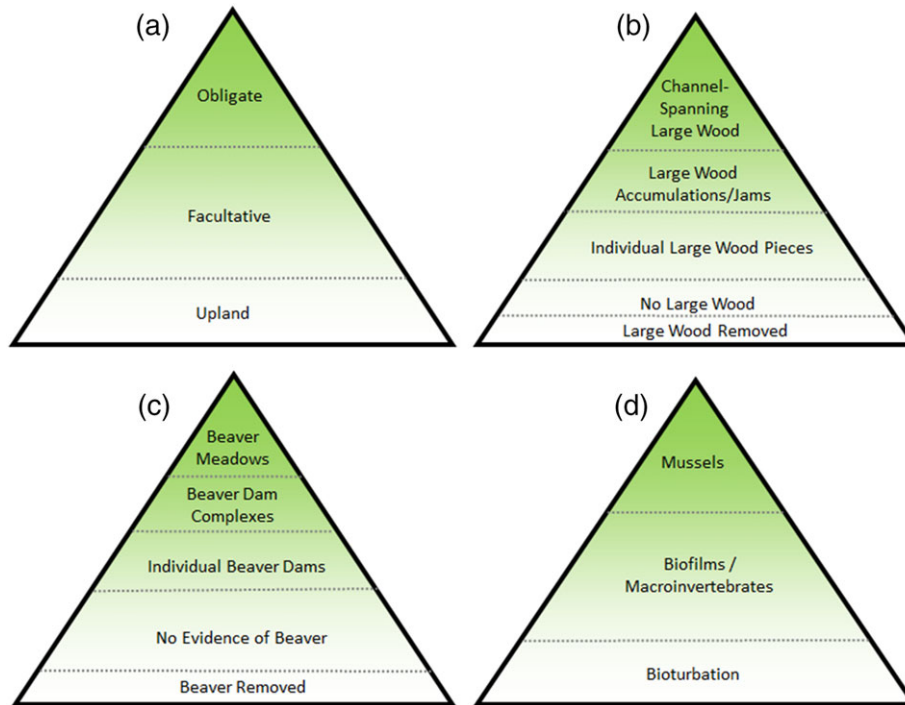 (a)
Obligate
Facultative
Upland
(b)
Channel-
Spanning
Large Wood
Large Wood
Accumulations/Jams
Individual Large Wood Pieces
No Large Wood
Large Wood Removed
(c)
Beaver
Meadows
Beaver Dam
Complexes
Individual Beaver Dams
No Evidence of Beaver
Beaver Removed
(d)
Mussels
Biofilms /
Macroinvertebrates
Bioturbation